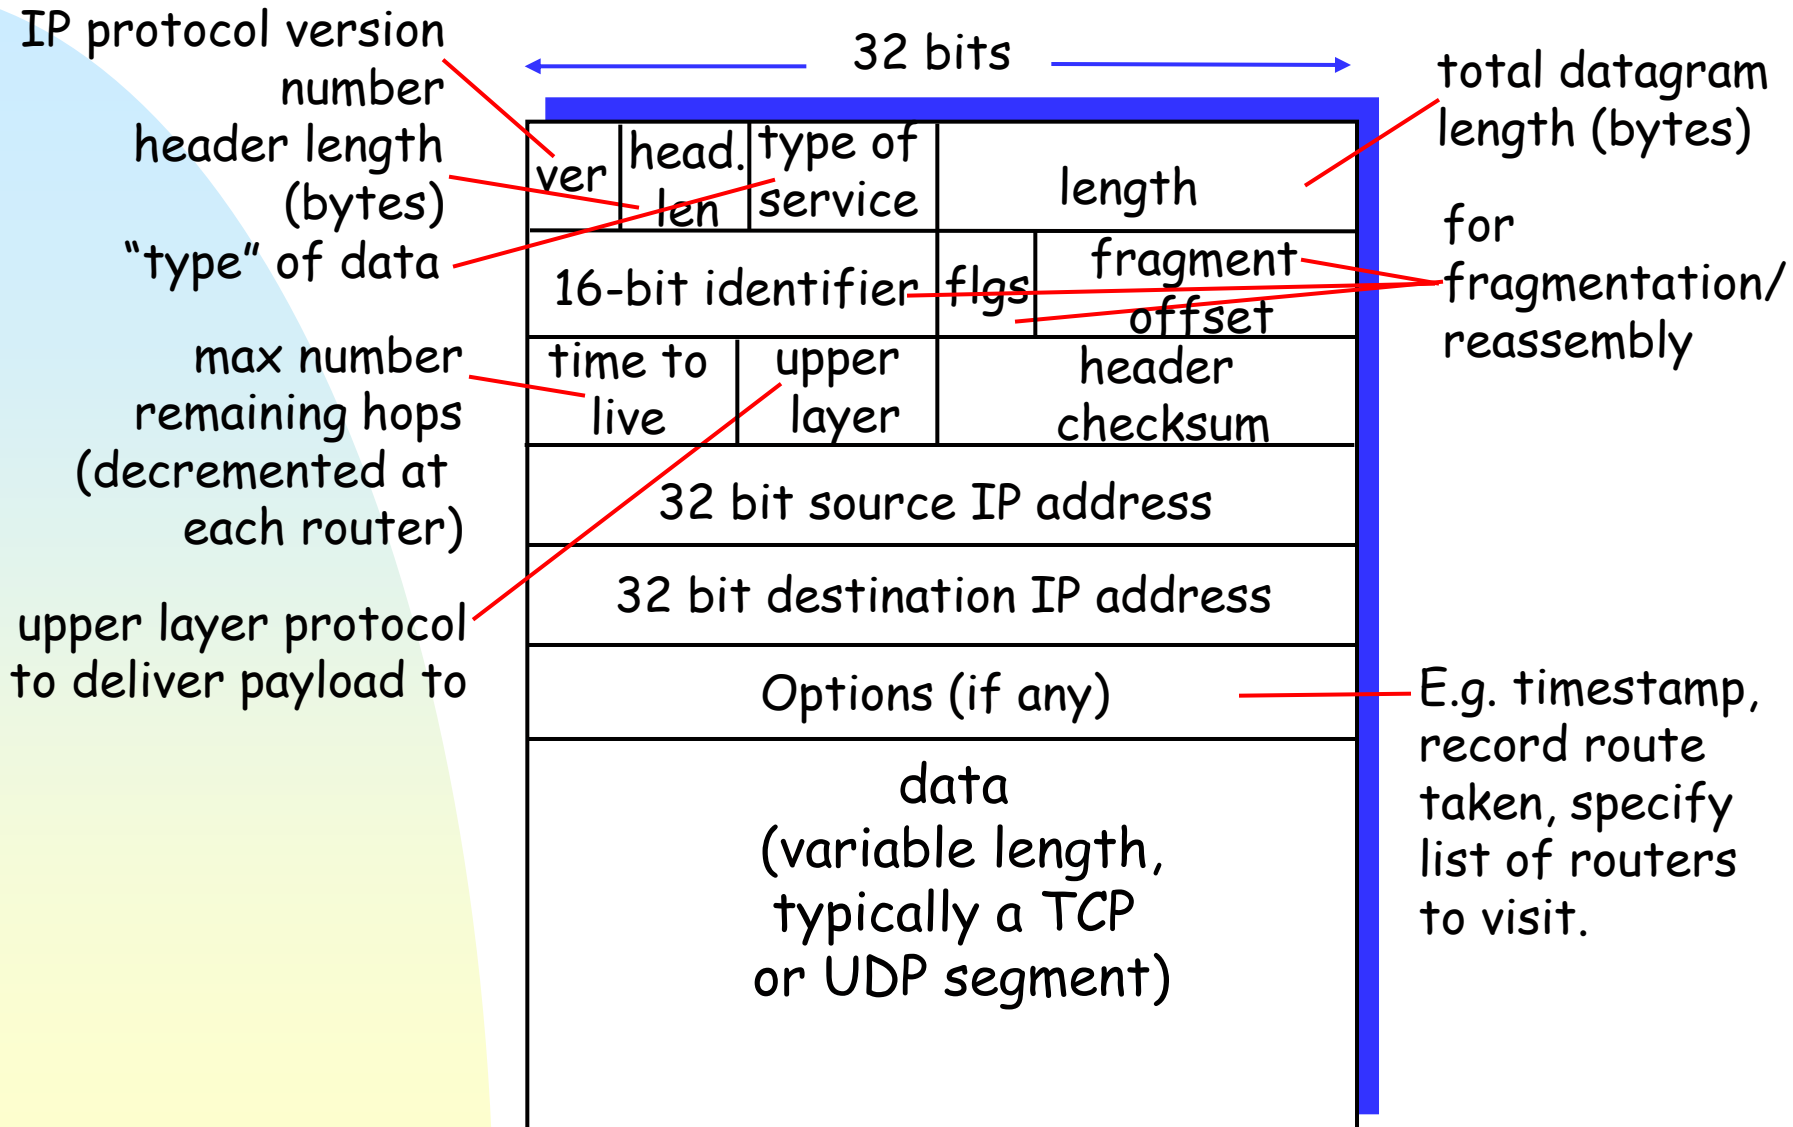 IP protocol version
number
header length
(bytes)
“type” of data
max number
remaining hops
(decremented at
each router)
upper layer protocol
to deliver payload to
32 bits
ver
head.
len
type of
service
length
16-bit identifier
flgs
fragment
offset
time to
live
upper
layer
header
checksum
32 bit source IP address
32 bit destination IP address
Options (if any)
data
(variable length,
typically a TCP
or UDP segment)
total datagram
length (bytes)
for
fragmentation/
reassembly
E.g. timestamp,
record route
taken, specify
list of routers
to visit.